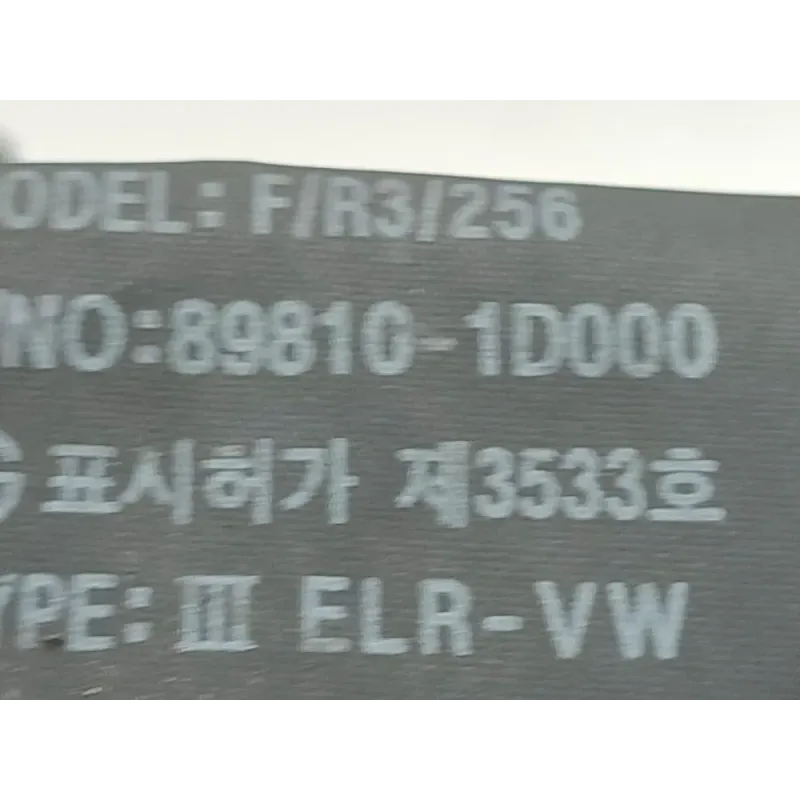 ODEL: F/R3/256
NO:89810-1D000
G 표시허가 제3533호
YPE: III ELR-VW